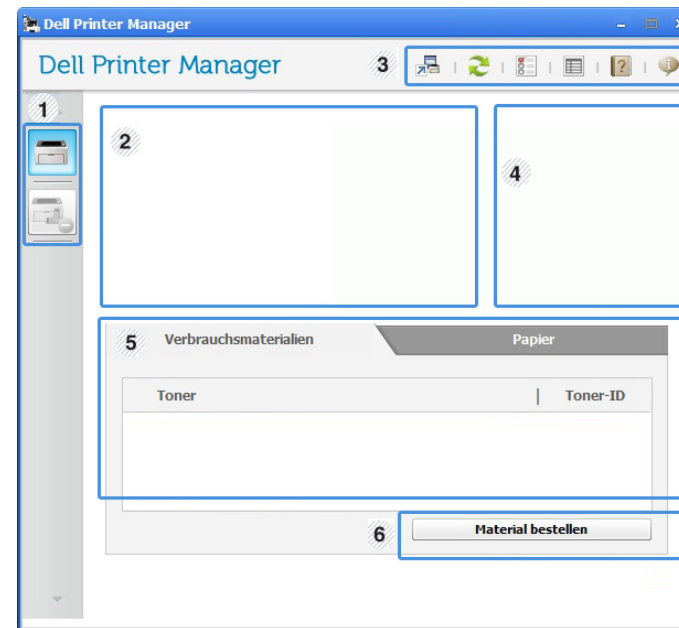 Dell Printer Manager
Dell Printer Manager
3
1
2
4
5 Verbrauchsmaterialien Papier
Toner | Toner-ID
6 Material bestellen